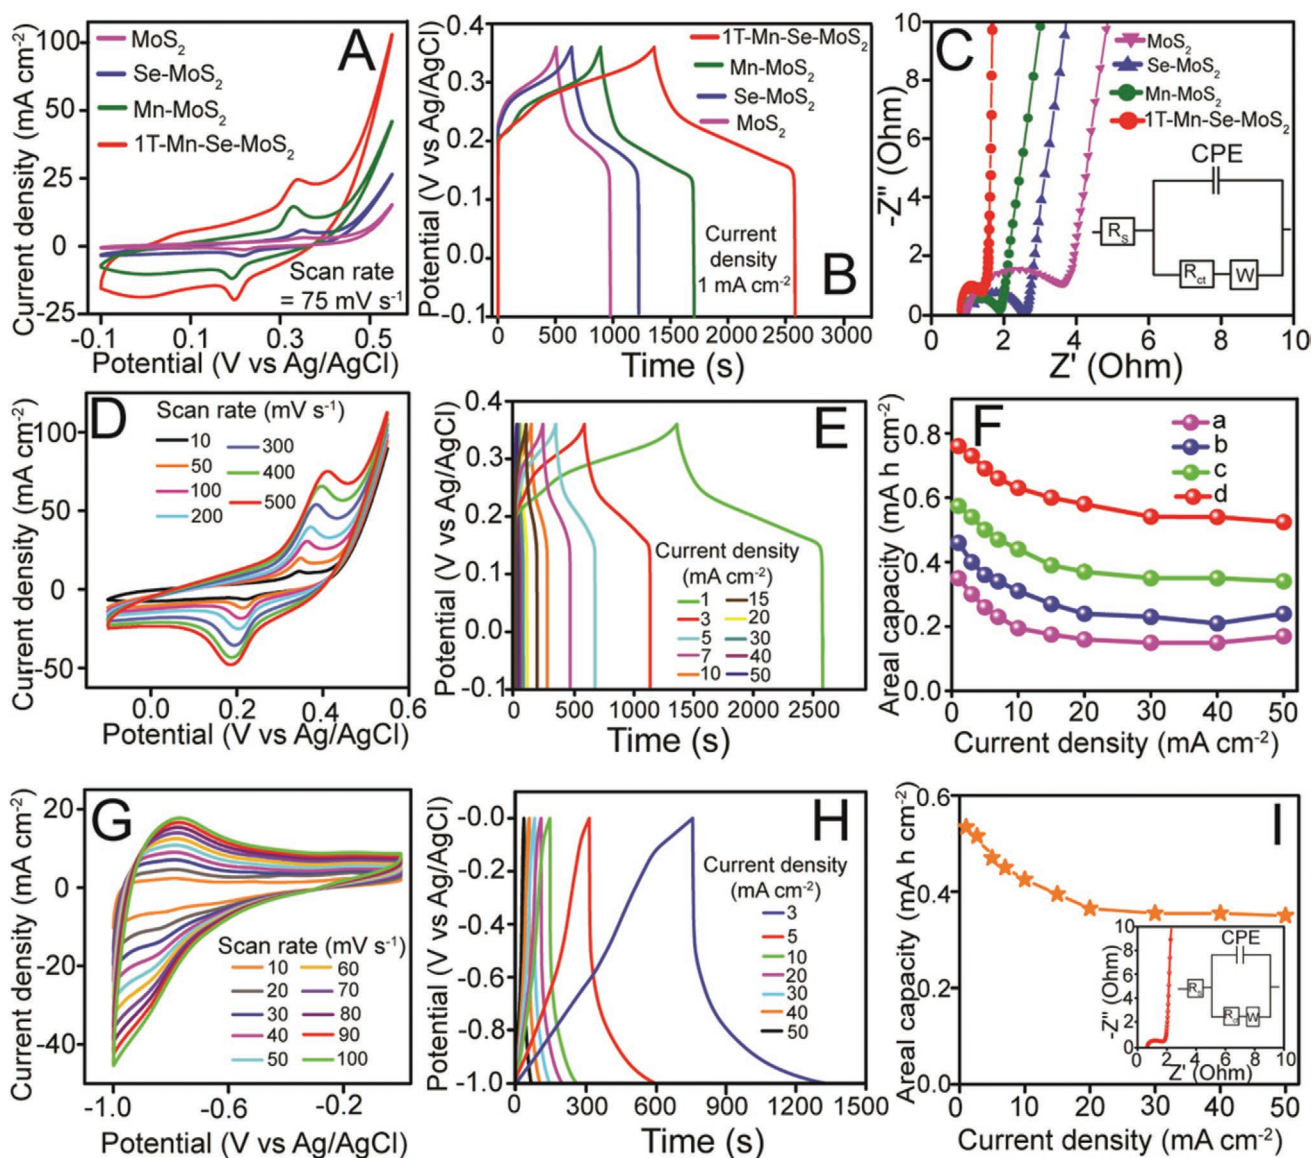 A
MoS2
Se-MoS2
Mn-MoS2
1T-Mn-Se-MoS2
Scan rate
= 75 mV s-1
100
75
50
25
0
-25
-0.1
0.1
0.3
0.5
Current density (mA cm-2)
Potential (V vs Ag/AgCl)
B
1T-Mn-Se-MoS2
Mn-MoS2
Se-MoS2
MoS2
Current
density
1 mA cm-2
0.4
0.3
0.2
0.1
0.0
-0.1
0
500
1000
1500
2000
2500
3000
Potential (V vs Ag/AgCl)
Time (s)
C
MoS2
Se-MoS2
Mn-MoS2
1T-Mn-Se-MoS2
CPE
Rs
Rct
W
10
8
6
4
2
0
0
2
4
6
8
10
-Z" (Ohm)
Z' (Ohm)
D
Scan rate (mV s-1)
10
300
50
400
100
500
200
100
50
0
-50
0.0
0.2
0.4
0.6
Current density (mA cm-2)
Potential (V vs Ag/AgCl)
E
Current density
(mA cm-2)
1
15
3
20
5
30
7
40
10
50
0.4
0.3
0.2
0.1
0.0
-0.1
0
500
1000
1500
2000
2500
Potential (V vs Ag/AgCl)
Time (s)
F
a
b
c
d
0.8
0.6
0.4
0.2
0.0
0
10
20
30
40
50
Areal capacity (mA h cm-2)
Current density (mA cm-2)
G
Scan rate (mV s-1)
10
60
20
70
30
80
40
90
50
100
20
0
-20
-40
-1.0
-0.6
-0.2
Current density (mA cm-2)
Potential (V vs Ag/AgCl)
H
Current density
(mA cm-2)
3
5
10
20
30
40
50
-0.0
-0.2
-0.4
-0.6
-0.8
-1.0
0
300
600
900
1200
1500
Potential (V vs Ag/AgCl)
Time (s)
I
0.6
0.4
0.2
0.0
0
10
20
30
40
50
Areal capacity (mA h cm-2)
Current density (mA cm-2)
CPE
W
10
8
6
4
2
0
2
4
6
8
10
-Z" (Ohm)
Z' (Ohm)